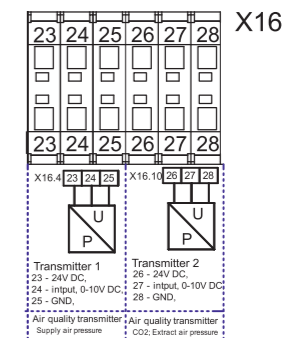 X16
23 24 25 26 27 28
23 24 25 26 27 28
X16.4 23 24 25
X16.10 26 27 28
U
P
U
P
Transmitter 1
23 - 24V DC,
24 - intput, 0-10V DC
25 - GND,
Transmitter 2
26 - 24V DC,
27 - intput, 0-10V DC
28 - GND,
Air quality transmitter
Supply air pressure
Air quality transmitter
CO2; Extract air pressure